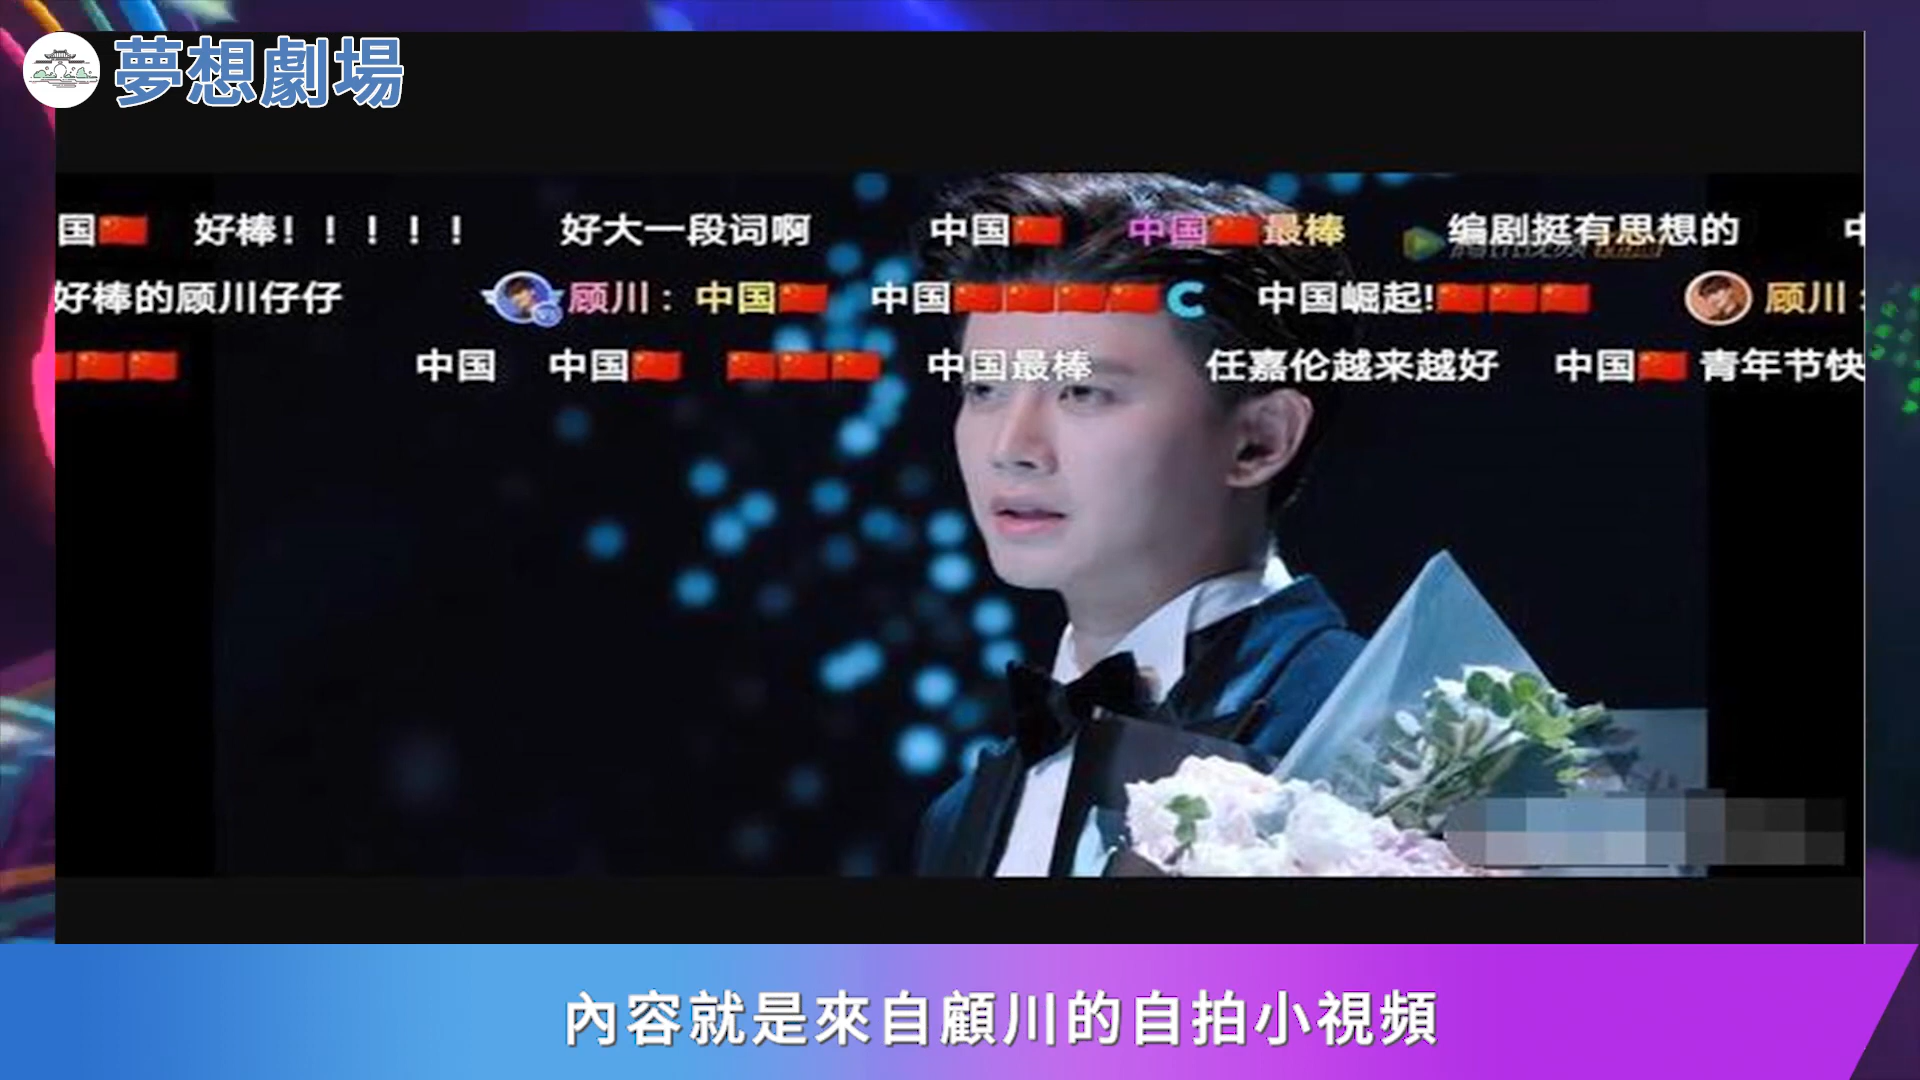 夢想劇場
国🇨🇳 好棒！！！！！ 好大一段词啊 中国🇨🇳 中国🇨🇳最棒 编剧挺有思想的
好棒的顾川仔仔 顾川： 中国🇨🇳 中国🇨🇳🇨🇳🇨🇳🇨🇳 中国崛起!🇨🇳🇨🇳🇨🇳 顾川：
🇨🇳🇨🇳🇨🇳 中国 中国🇨🇳 🇨🇳🇨🇳🇨🇳 中国最棒 任嘉伦越来越好 中国🇨🇳 青年节快
內容就是來自顧川的自拍小視頻